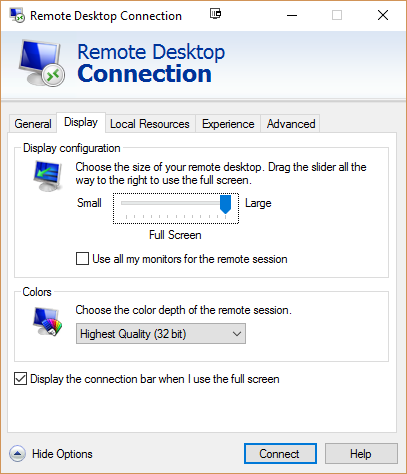 Remote Desktop Connection
Remote Desktop
Connection
General Display Local Resources Experience Advanced
Display configuration
Choose the size of your remote desktop. Drag the slider all the
way to the right to use the full screen.
Small Large
Full Screen
Use all my monitors for the remote session
Colors
Choose the color depth of the remote session.
Highest Quality (32 bit)
Display the connection bar when I use the full screen
Hide Options Connect Help